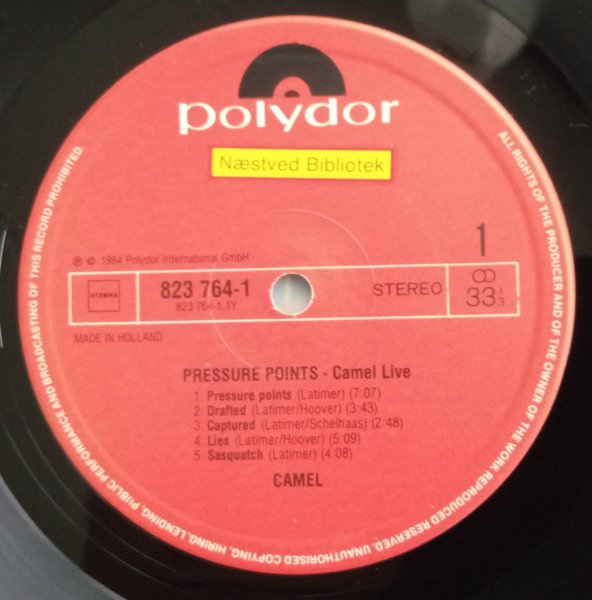 polydor
Næstved Bibliotek
1
℗ © 1984 Polydor International GmbH
STEMRA
823 764-1
823 764-1.1Y
STEREO
33 1/3
MADE IN HOLLAND
PRESSURE POINTS - Camel Live
1. Pressure points (Latimer) (7:07)
2. Drafted (Latimer/Hoover) (3:43)
3. Captured (Latimer/Schelhaas) (2:48)
4. Lies (Latimer/Hoover) (5:09)
5. Sasquatch (Latimer) (4:08)
CAMEL
ALL RIGHTS OF THE PRODUCER AND OF THE OWNER OF THE WORK REPRODUCED RESERVED. UNAUTHORISED COPYING, HIRING, LENDING, PUBLIC PERFORMANCE AND BROADCASTING OF THIS RECORD PROHIBITED.